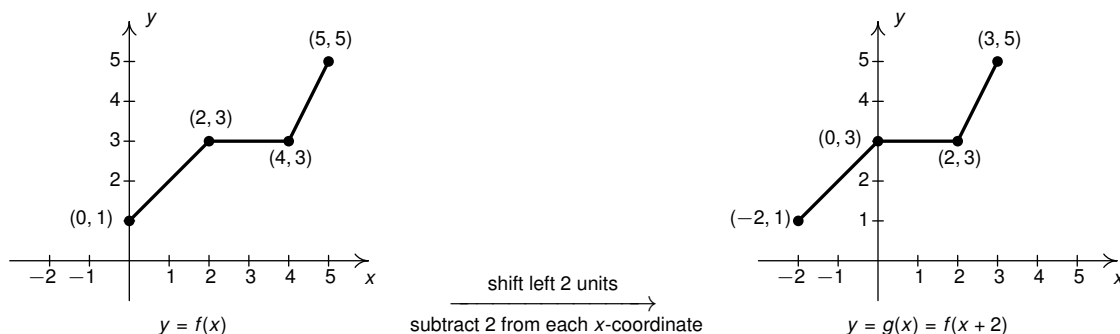 y
(5, 5)
5
4
(2, 3)
3
(4, 3)
2
(0, 1)
−2 −1 1 2 3 4 5 x
y = f(x)
shift left 2 units
subtract 2 from each x-coordinate
y
(3, 5)
5
4
(0, 3)
3
(2, 3)
2
(−2, 1)
1
−2 −1 1 2 3 4 5 x
y = g(x) = f(x + 2)